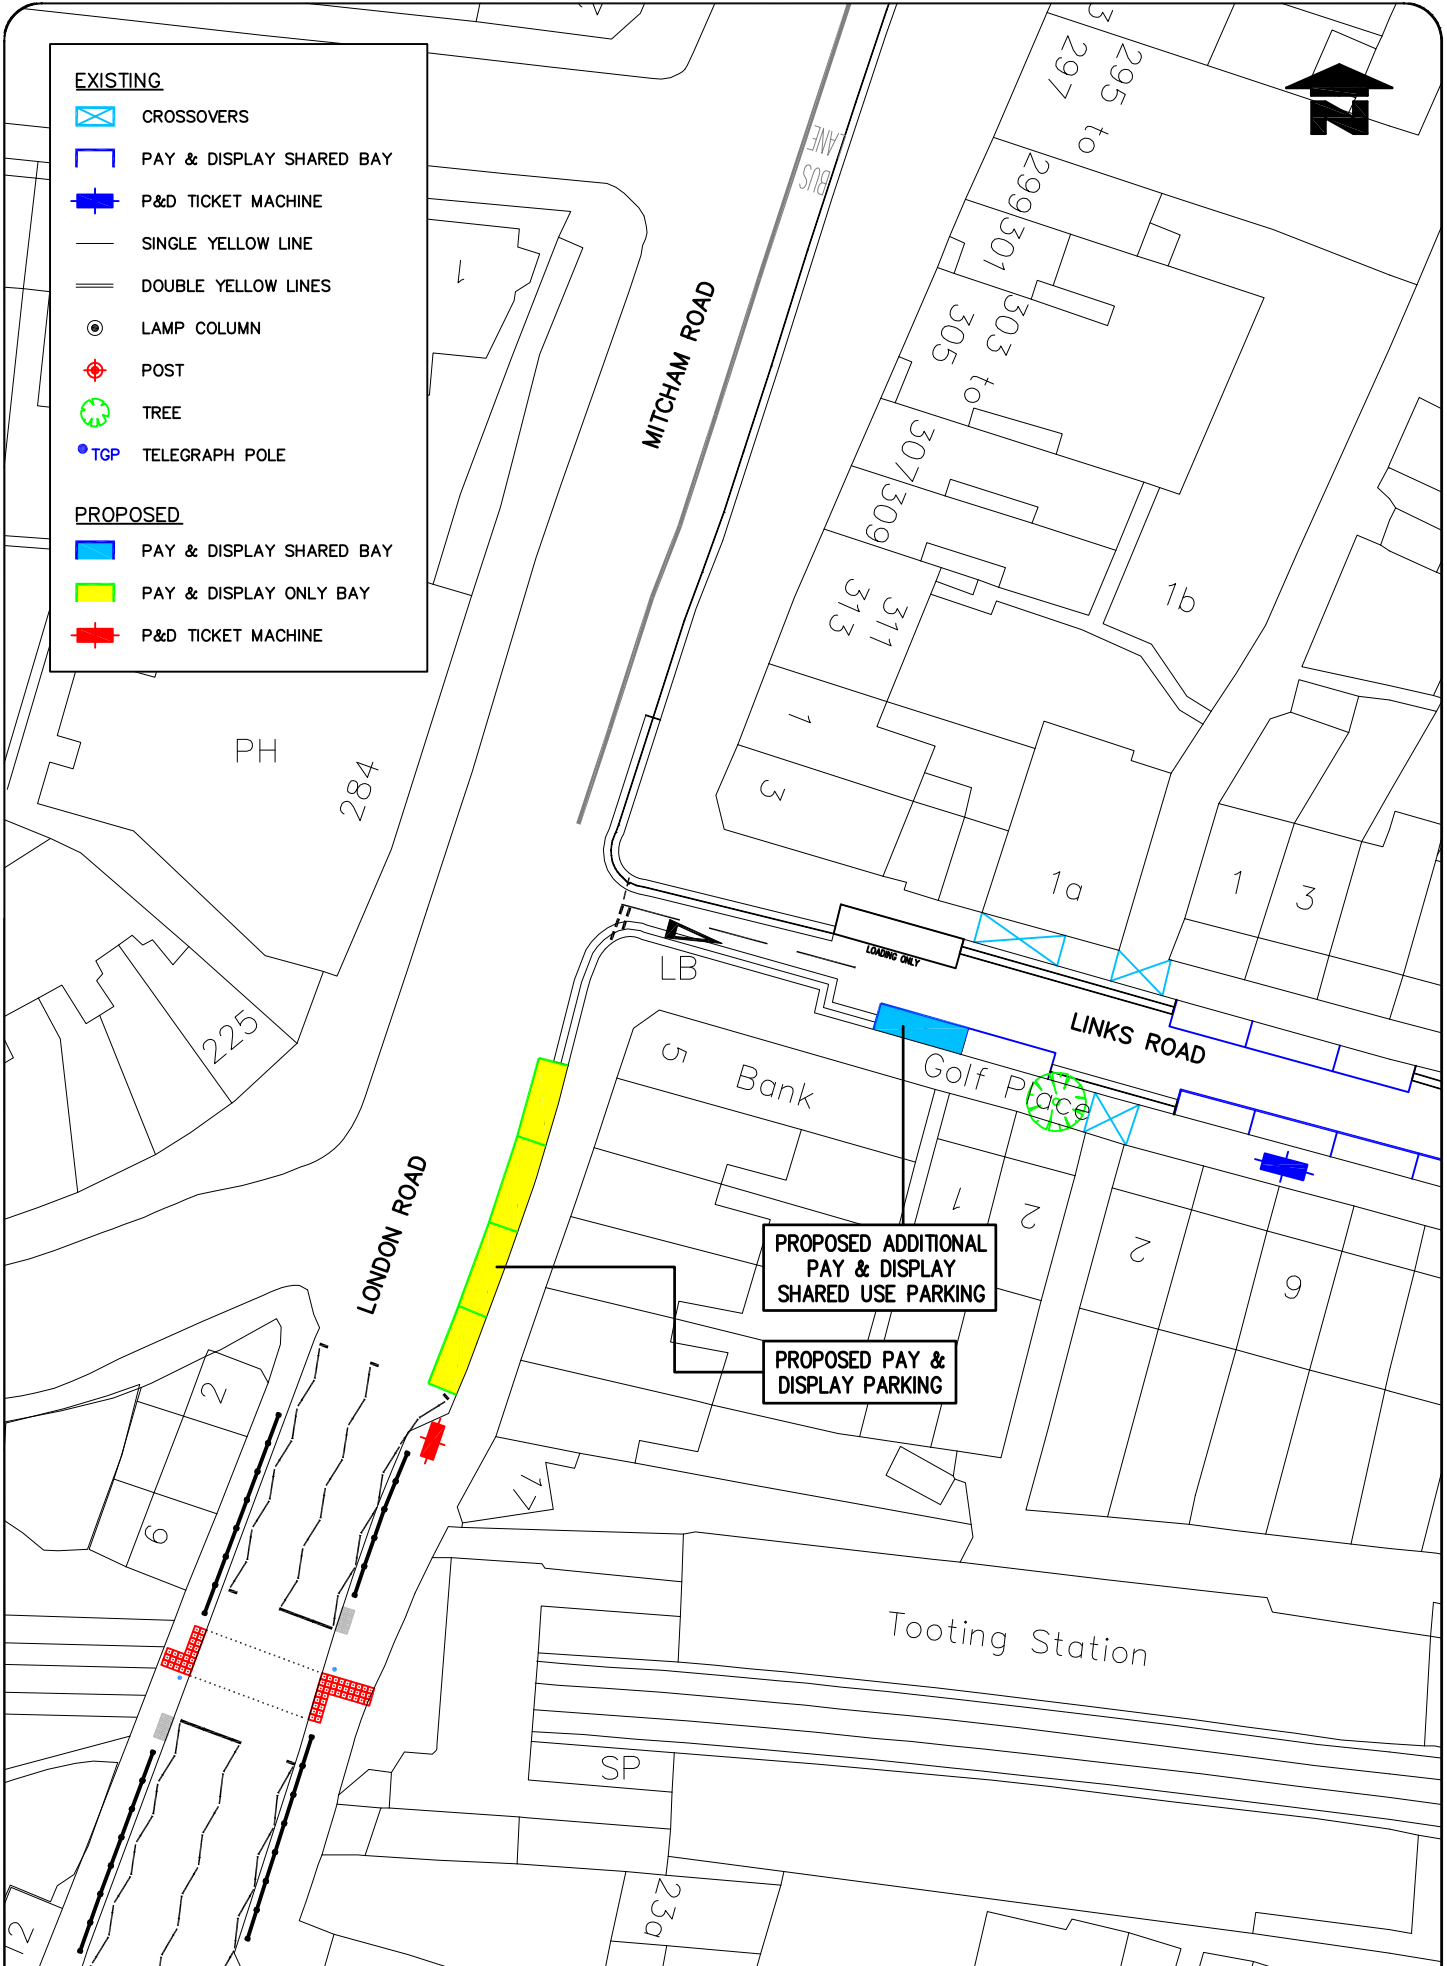 EXISTING
CROSSOVERS
PAY & DISPLAY SHARED BAY
P&D TICKET MACHINE
SINGLE YELLOW LINE
DOUBLE YELLOW LINES
LAMP COLUMN
POST
TREE
TGP TELEGRAPH POLE
PROPOSED
PAY & DISPLAY SHARED BAY
PAY & DISPLAY ONLY BAY
P&D TICKET MACHINE
N
BUS
LANE
MITCHAM ROAD
295 to
297
299
301
303 to
305
307
309
311
313
1
3
1
1b
1a
1
3
PH
284
225
LB
LOADING ONLY
LINKS ROAD
5
Bank
Golf Place
1
2
2
6
LONDON ROAD
PROPOSED ADDITIONAL
PAY & DISPLAY
SHARED USE PARKING
PROPOSED PAY &
DISPLAY PARKING
2
6
17
Tooting Station
SP
23a
12